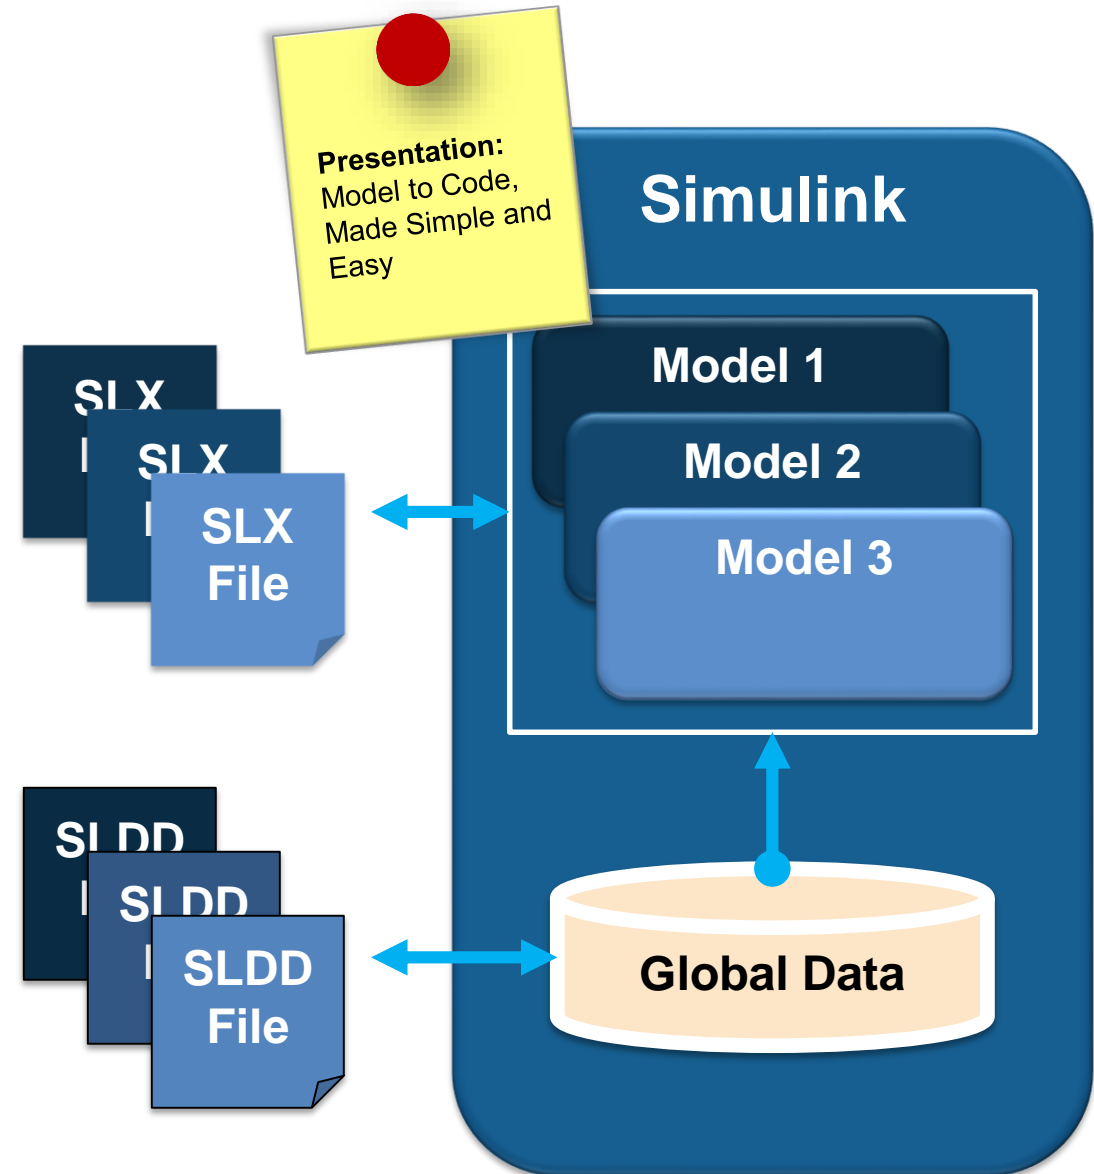 Presentation:
Model to Code,
Made Simple and
Easy
Simulink
Model 1
Model 2
Model 3
SLX
SLX
SLX
File
SLDD
SLDD
SLDD
File
Global Data